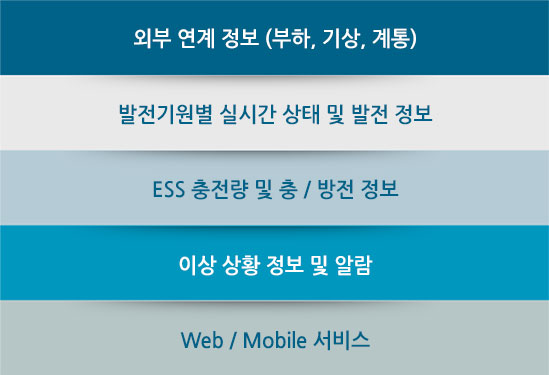 외부 연계 정보 (부하, 기상, 계통)
발전기원별 실시간 상태 및 발전 정보
ESS 충전량 및 충 / 방전 정보
이상 상황 정보 및 알람
Web / Mobile 서비스